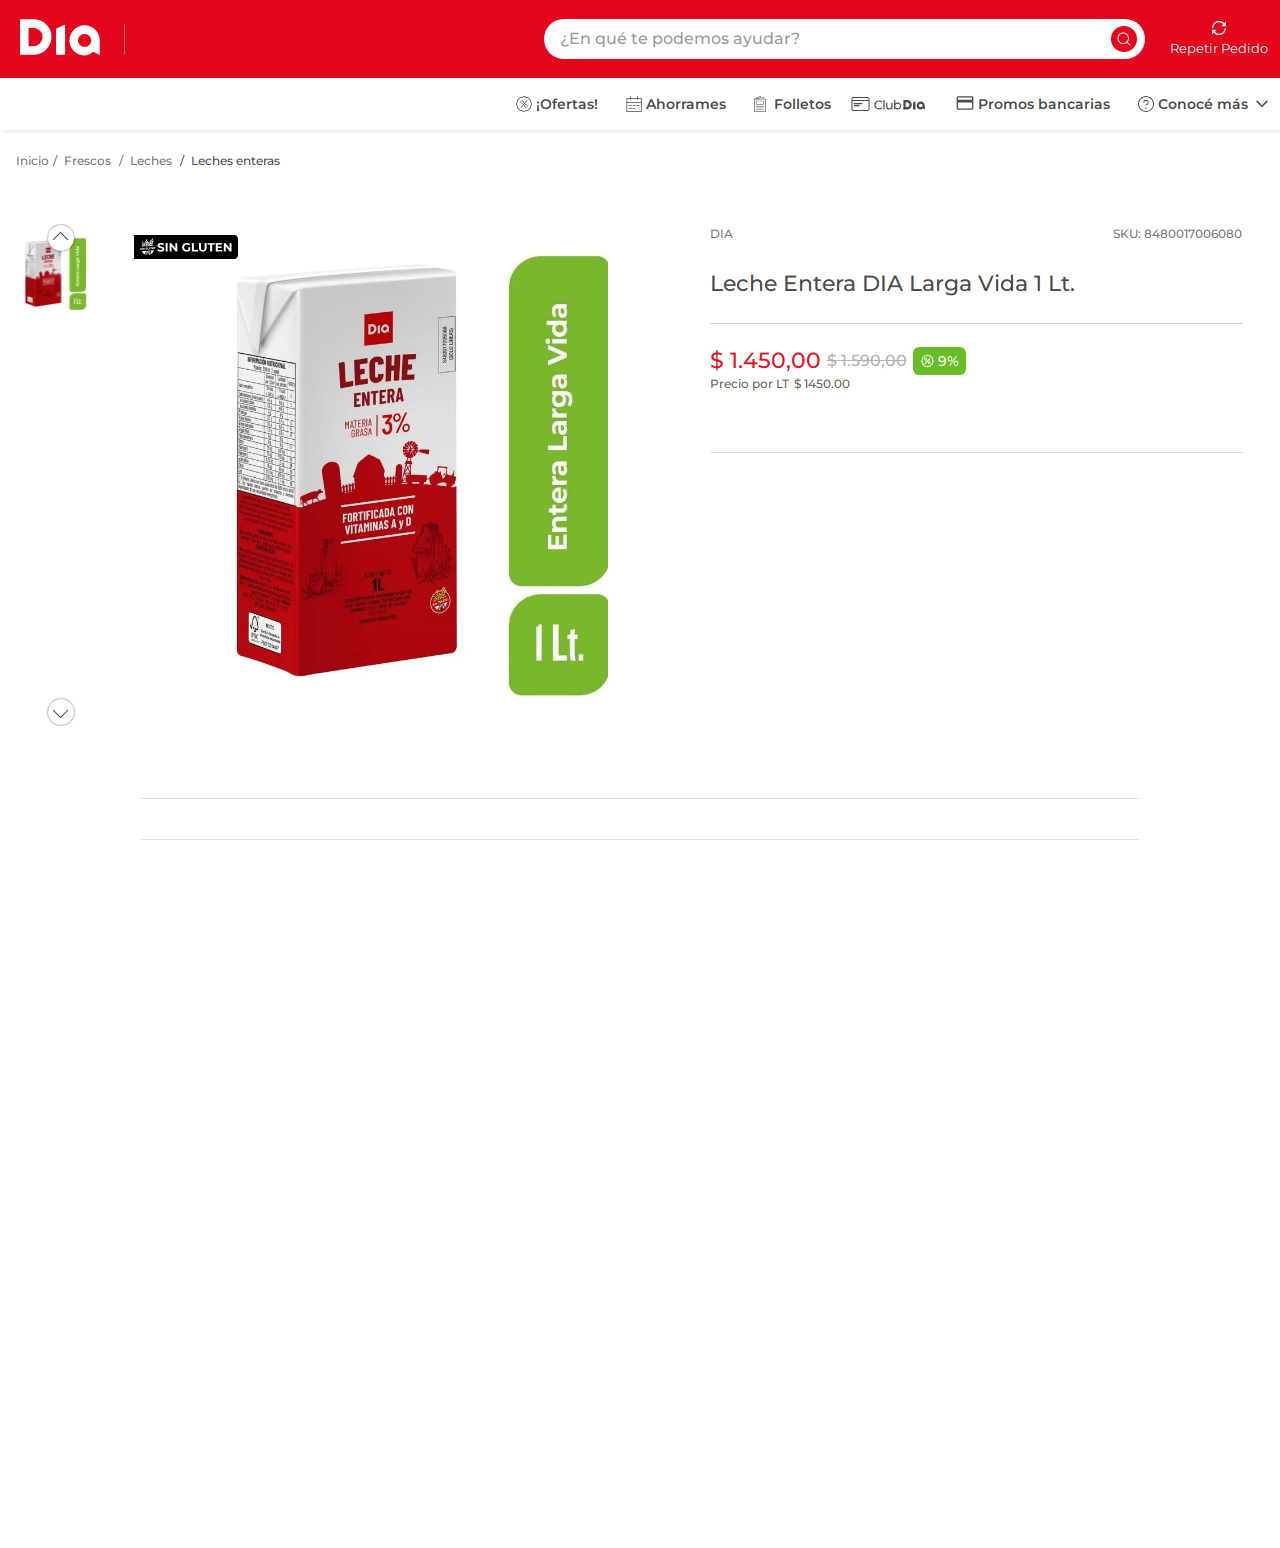 Dia
¿En qué te podemos ayudar?
Repetir Pedido
¡Ofertas!
Ahorrames
Folletos
ClubDia
Promos bancarias
Conocé más
Inicio / Frescos / Leches / Leches enteras
SIN GLUTEN
DIA
SKU: 8480017006080
Leche Entera DIA Larga Vida 1 Lt.
$ 1.450,00 $ 1.590,00 9%
Precio por LT $ 1450.00
Dia
LECHE
ENTERA
MATERIA
GRASA
3%
FORTIFICADA CON
VITAMINAS A y D
1L
Entera Larga Vida
1 Lt.